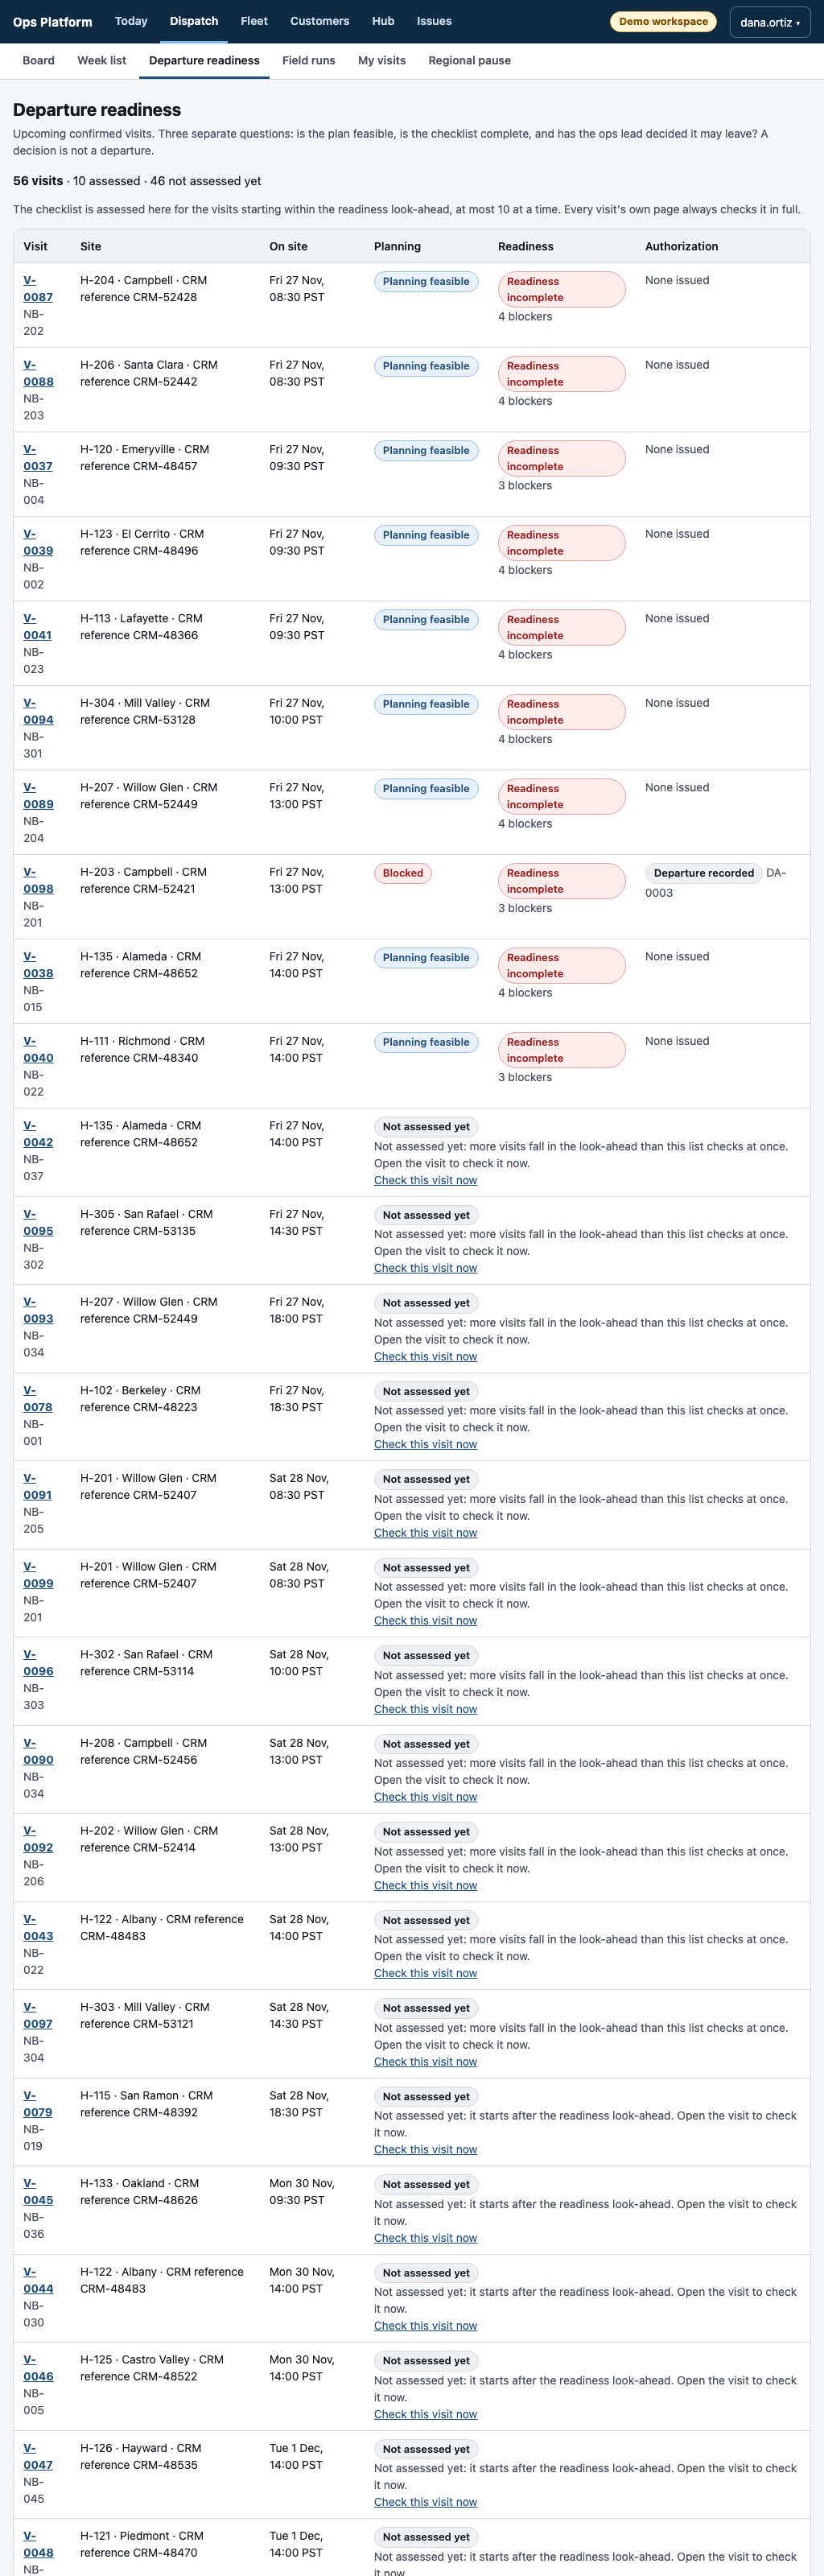 Ops Platform Today Dispatch Fleet Customers Hub Issues Demo workspace dana.ortiz ▾
Board Week list Departure readiness Field runs My visits Regional pause
Departure readiness
Upcoming confirmed visits. Three separate questions: is the plan feasible, is the checklist complete, and has the ops lead decided it may leave? A
decision is not a departure.
56 visits · 10 assessed · 46 not assessed yet
The checklist is assessed here for the visits starting within the readiness look-ahead, at most 10 at a time. Every visit's own page always checks it in full.
Visit Site On site Planning Readiness Authorization
V- H-204 · Campbell · CRM Fri 27 Nov, Planning feasible Readiness None issued
0087 reference CRM-52428 08:30 PST incomplete
NB- 4 blockers
202
V- H-206 · Santa Clara · CRM Fri 27 Nov, Planning feasible Readiness None issued
0088 reference CRM-52442 08:30 PST incomplete
NB- 4 blockers
203
V- H-120 · Emeryville · CRM Fri 27 Nov, Planning feasible Readiness None issued
0037 reference CRM-48457 09:30 PST incomplete
NB- 3 blockers
004
V- H-123 · El Cerrito · CRM Fri 27 Nov, Planning feasible Readiness None issued
0039 reference CRM-48496 09:30 PST incomplete
NB- 4 blockers
002
V- H-113 · Lafayette · CRM Fri 27 Nov, Planning feasible Readiness None issued
0041 reference CRM-48366 09:30 PST incomplete
NB- 4 blockers
023
V- H-304 · Mill Valley · CRM Fri 27 Nov, Planning feasible Readiness None issued
0094 reference CRM-53128 10:00 PST incomplete
NB- 4 blockers
301
V- H-207 · Willow Glen · CRM Fri 27 Nov, Planning feasible Readiness None issued
0089 reference CRM-52449 13:00 PST incomplete
NB- 4 blockers
204
V- H-203 · Campbell · CRM Fri 27 Nov, Blocked Readiness Departure recorded DA-
0098 reference CRM-52421 13:00 PST incomplete 0003
NB- 3 blockers
201
V- H-135 · Alameda · CRM Fri 27 Nov, Planning feasible Readiness None issued
0038 reference CRM-48652 14:00 PST incomplete
NB- 4 blockers
015
V- H-111 · Richmond · CRM Fri 27 Nov, Planning feasible Readiness None issued
0040 reference CRM-48340 14:00 PST incomplete
NB- 3 blockers
022
V- H-135 · Alameda · CRM Fri 27 Nov, Not assessed yet
0042 reference CRM-48652 14:00 PST Not assessed yet: more visits fall in the look-ahead than this list checks at once.
NB- Open the visit to check it now.
037 Check this visit now
V- H-305 · San Rafael · CRM Fri 27 Nov, Not assessed yet
0095 reference CRM-53135 14:30 PST Not assessed yet: more visits fall in the look-ahead than this list checks at once.
NB- Open the visit to check it now.
302 Check this visit now
V- H-207 · Willow Glen · CRM Fri 27 Nov, Not assessed yet
0093 reference CRM-52449 18:00 PST Not assessed yet: more visits fall in the look-ahead than this list checks at once.
NB- Open the visit to check it now.
034 Check this visit now
V- H-102 · Berkeley · CRM Fri 27 Nov, Not assessed yet
0078 reference CRM-48223 18:30 PST Not assessed yet: more visits fall in the look-ahead than this list checks at once.
NB- Open the visit to check it now.
001 Check this visit now
V- H-201 · Willow Glen · CRM Sat 28 Nov, Not assessed yet
0091 reference CRM-52407 08:30 PST Not assessed yet: more visits fall in the look-ahead than this list checks at once.
NB- Open the visit to check it now.
205 Check this visit now
V- H-201 · Willow Glen · CRM Sat 28 Nov, Not assessed yet
0099 reference CRM-52407 08:30 PST Not assessed yet: more visits fall in the look-ahead than this list checks at once.
NB- Open the visit to check it now.
201 Check this visit now
V- H-302 · San Rafael · CRM Sat 28 Nov, Not assessed yet
0096 reference CRM-53114 10:00 PST Not assessed yet: more visits fall in the look-ahead than this list checks at once.
NB- Open the visit to check it now.
303 Check this visit now
V- H-208 · Campbell · CRM Sat 28 Nov, Not assessed yet
0090 reference CRM-52456 13:00 PST Not assessed yet: more visits fall in the look-ahead than this list checks at once.
NB- Open the visit to check it now.
034 Check this visit now
V- H-202 · Willow Glen · CRM Sat 28 Nov, Not assessed yet
0092 reference CRM-52414 13:00 PST Not assessed yet: more visits fall in the look-ahead than this list checks at once.
NB- Open the visit to check it now.
206 Check this visit now
V- H-122 · Albany · CRM reference Sat 28 Nov, Not assessed yet
0043 CRM-48483 14:00 PST Not assessed yet: more visits fall in the look-ahead than this list checks at once.
NB- Open the visit to check it now.
022 Check this visit now
V- H-303 · Mill Valley · CRM Sat 28 Nov, Not assessed yet
0097 reference CRM-53121 14:30 PST Not assessed yet: more visits fall in the look-ahead than this list checks at once.
NB- Open the visit to check it now.
304 Check this visit now
V- H-115 · San Ramon · CRM Sat 28 Nov, Not assessed yet
0079 reference CRM-48392 18:30 PST Not assessed yet: it starts after the readiness look-ahead. Open the visit to check
NB- it now.
019 Check this visit now
V- H-133 · Oakland · CRM Mon 30 Nov, Not assessed yet
0045 reference CRM-48626 09:30 PST Not assessed yet: it starts after the readiness look-ahead. Open the visit to check
NB- it now.
036 Check this visit now
V- H-122 · Albany · CRM reference Mon 30 Nov, Not assessed yet
0044 CRM-48483 14:00 PST Not assessed yet: it starts after the readiness look-ahead. Open the visit to check
NB- it now.
030 Check this visit now
V- H-125 · Castro Valley · CRM Mon 30 Nov, Not assessed yet
0046 reference CRM-48522 14:00 PST Not assessed yet: it starts after the readiness look-ahead. Open the visit to check
NB- it now.
005 Check this visit now
V- H-126 · Hayward · CRM Tue 1 Dec, Not assessed yet
0047 reference CRM-48535 14:00 PST Not assessed yet: it starts after the readiness look-ahead. Open the visit to check
NB- it now.
045 Check this visit now
V- H-121 · Piedmont · CRM Tue 1 Dec, Not assessed yet
0048 reference CRM-48470 14:00 PST Not assessed yet: it starts after the readiness look-ahead. Open the visit to check
NB- it now.